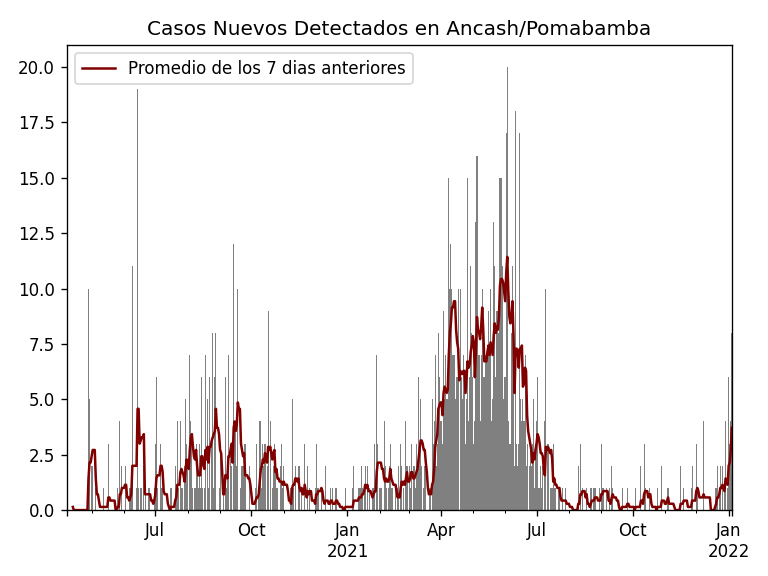 Casos Nuevos Detectados en Ancash/Pomabamba
Promedio de los 7 dias anteriores
20.0
17.5
15.0
12.5
10.0
7.5
5.0
2.5
0.0
Jul
Oct
Jan
2021
Apr
Jul
Oct
Jan
2022